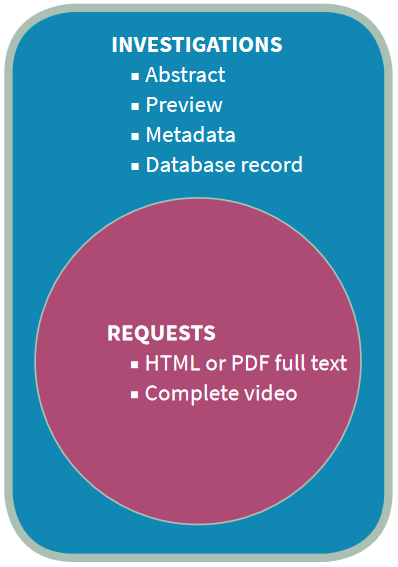 INVESTIGATIONS
▪ Abstract
▪ Preview
▪ Metadata
▪ Database record
REQUESTS
▪ HTML or PDF full text
▪ Complete video